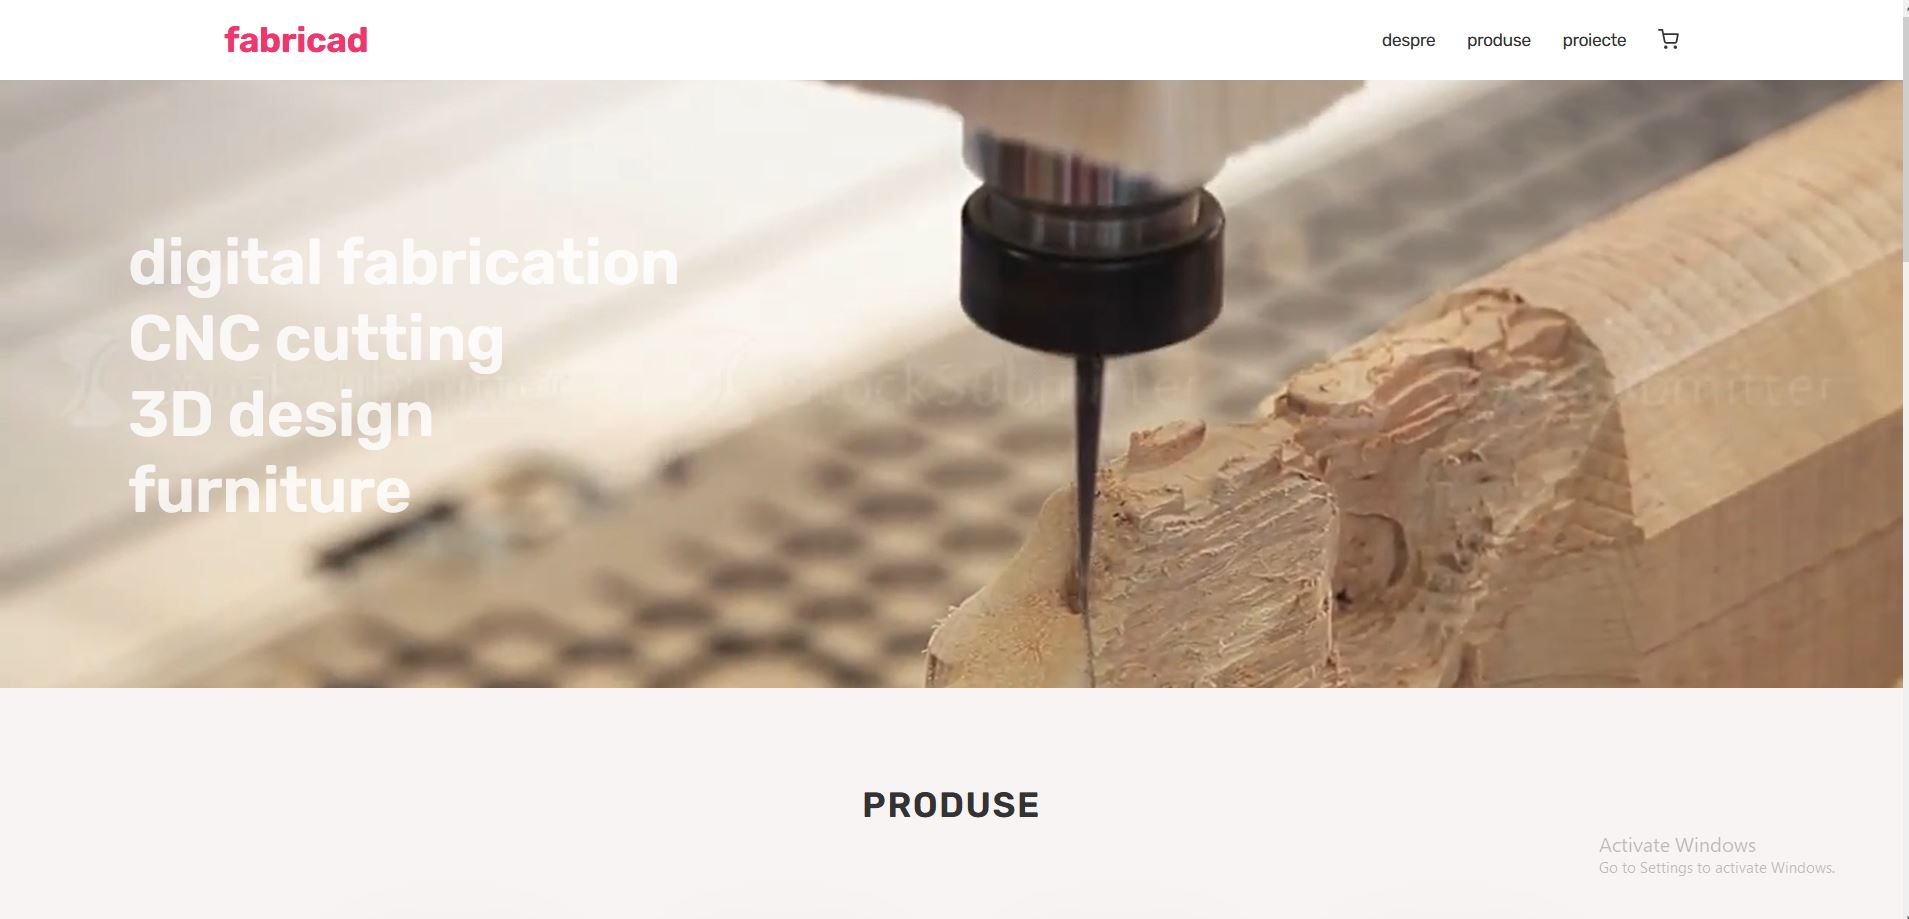 fabricad
despre produse proiecte
digital fabrication
CNC cutting
3D design
furniture
StockSubmitter StockSubmitter StockSubmitter
PRODUSE
Activate Windows
Go to Settings to activate Windows.